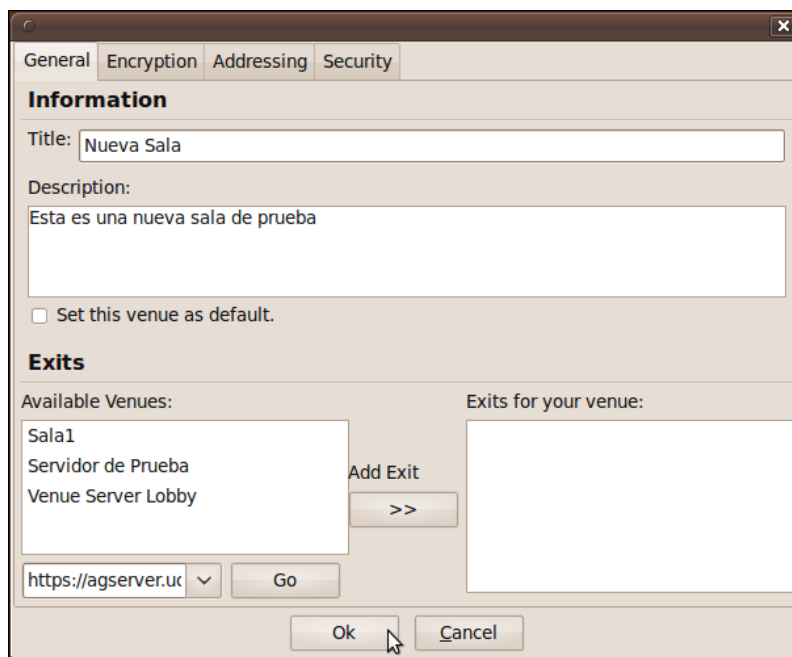 General Encryption Addressing Security
Information
Title: Nueva Sala
Description:
Esta es una nueva sala de prueba
Set this venue as default.
Exits
Available Venues: Exits for your venue:
Sala1
Servidor de Prueba
Venue Server Lobby
Add Exit
>>
https://agserver.uc Go
Ok Cancel